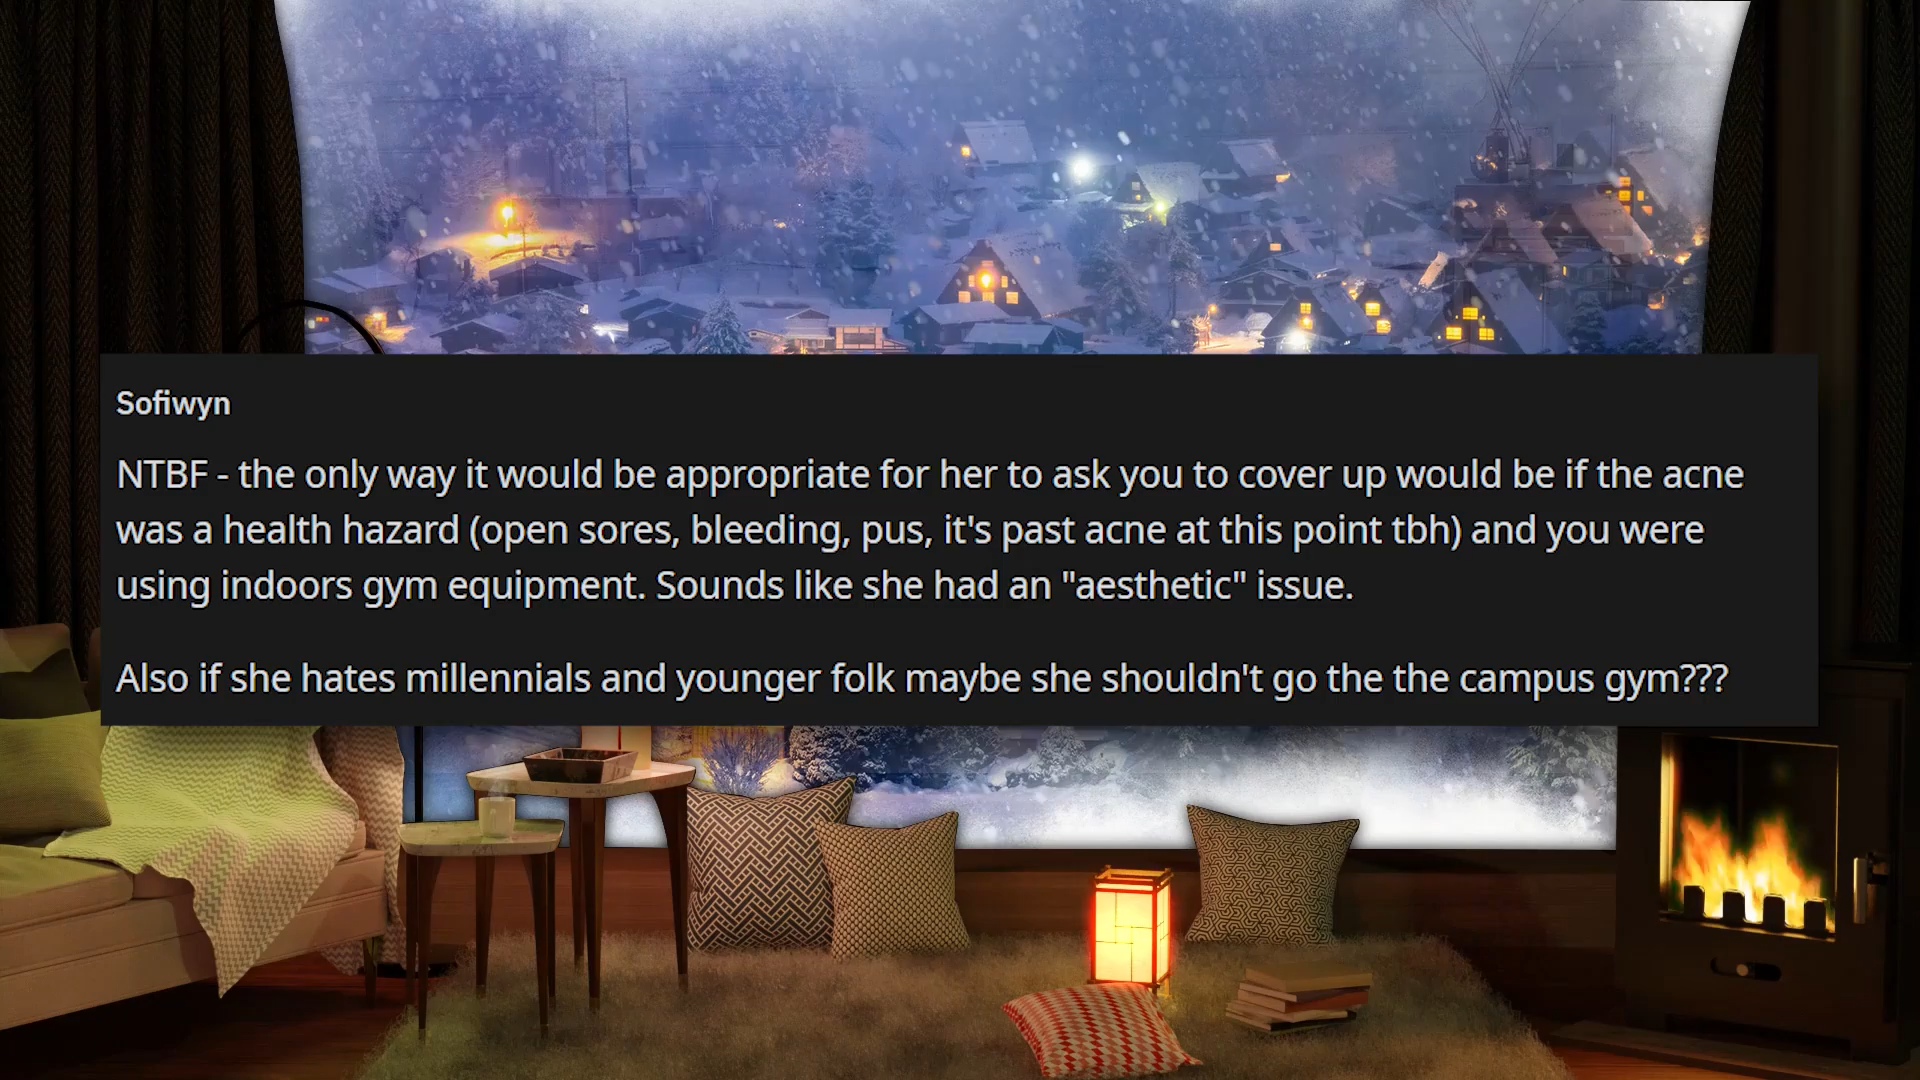 Sofiwyn
NTBF - the only way it would be appropriate for her to ask you to cover up would be if the acne
was a health hazard (open sores, bleeding, pus, it's past acne at this point tbh) and you were
using indoors gym equipment. Sounds like she had an "aesthetic" issue.
Also if she hates millennials and younger folk maybe she shouldn't go the the campus gym???